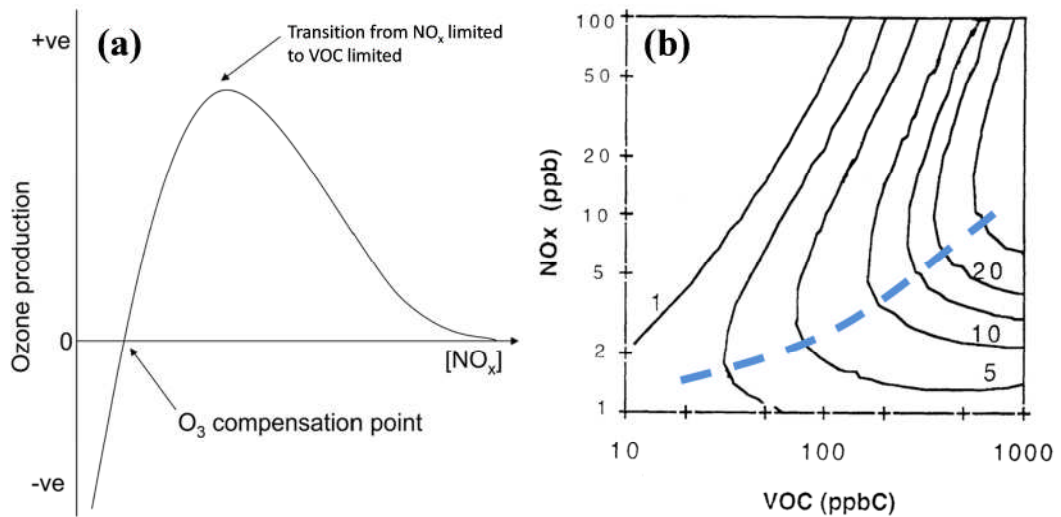 (a)
+ve
Transition from NOx limited
to VOC limited
Ozone production
0
[NOx]
O3 compensation point
-ve
(b)
100
50
20
10
5
2
1
NOx (ppb)
1
20
10
5
10
100
1000
VOC (ppbC)